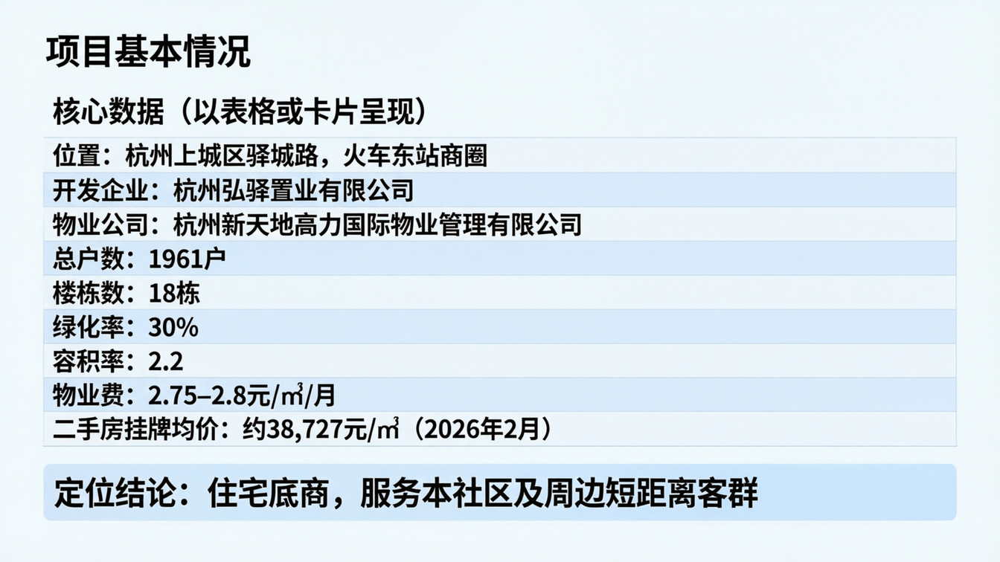 项目基本情况
核心数据（以表格或卡片呈现）
位置：杭州上城区驿城路，火车东站商圈
开发企业：杭州弘驿置业有限公司
物业公司：杭州新天地高力国际物业管理有限公司
总户数：1961户
楼栋数：18栋
绿化率：30%
容积率：2.2
物业费：2.75–2.8元/㎡/月
二手房挂牌均价：约38,727元/㎡（2026年2月）
定位结论：住宅底商，服务本社区及周边短距离客群